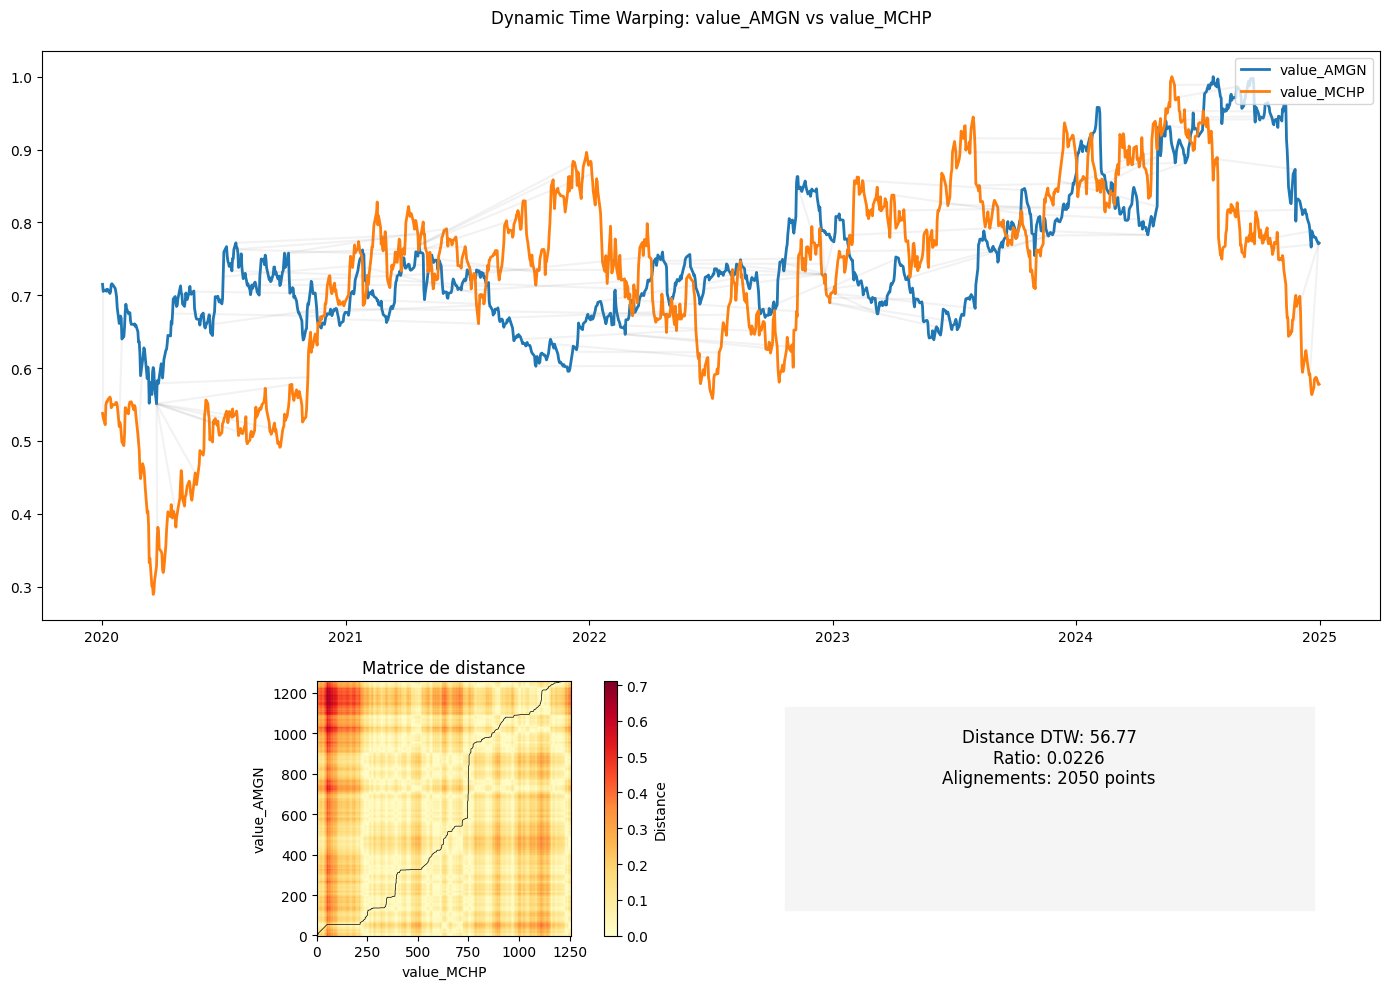 Dynamic Time Warping: value_AMGN vs value_MCHP
value_AMGN
value_MCHP
1.0
0.9
0.8
0.7
0.6
0.5
0.4
0.3
2020 2021 2022 2023 2024 2025
Matrice de distance
value_AMGN
1200
1000
800
600
400
200
0
0 250 500 750 1000 1250
value_MCHP
0.7
0.6
0.5
0.4
0.3
0.2
0.1
0.0
Distance
Distance DTW: 56.77
Ratio: 0.0226
Alignements: 2050 points